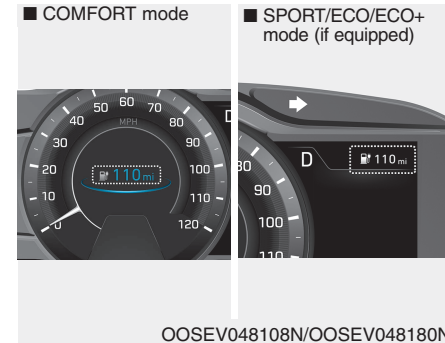 ■ COMFORT mode
■ SPORT/ECO/ECO+
mode (if equipped)
0
10
20
30
40
50
60
70
80
90
100
110
120
MPH
110 mi
D
80
90
100
D
110 mi
OOSEV048108N/OOSEV048180N